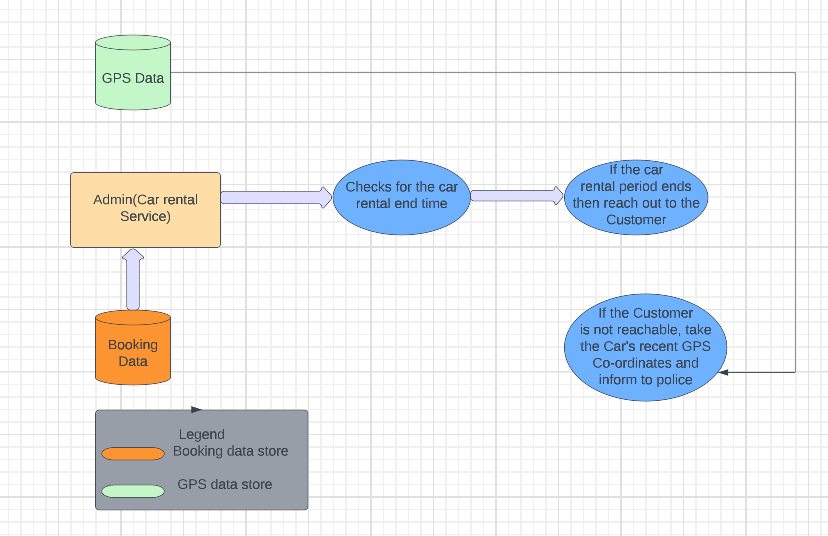 GPS Data
Admin(Car rental
Service)
Checks for the car
rental end time
If the car
rental period ends
then reach out to the
Customer
Booking
Data
If the Customer
is not reachable, take
the Car's recent GPS
Co-ordinates and
inform to police
Legend
Booking data store
GPS data store